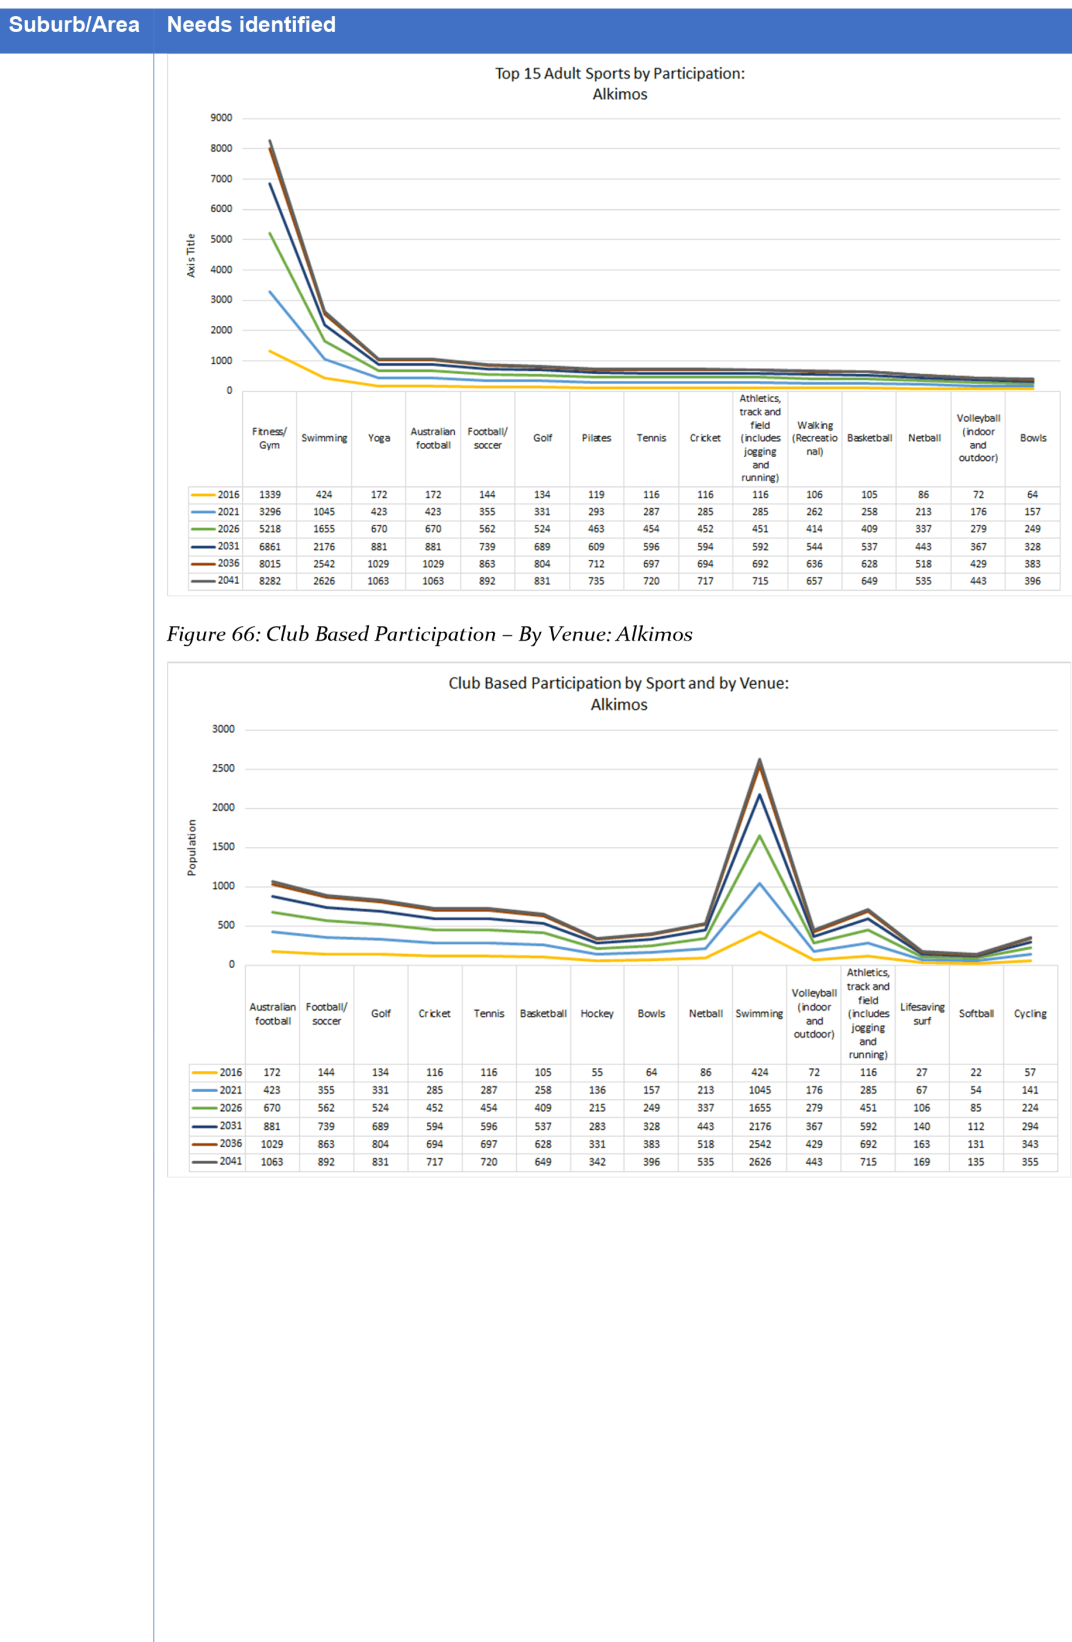 Suburb/Area Needs identified
Top 15 Adult Sports by Participation:
Alkimos
9000
8000
7000
6000
5000
4000
3000
2000
1000
0
Axis Title
Fitness/ Gym Swimming Yoga Australian football Football/ soccer Golf Pilates Tennis Cricket Athletics, track and field (includes jogging and running) Walking (Recreatio nal) Basketball Netball Volleyball (indoor and outdoor) Bowls
2016 1339 424 172 172 144 134 119 116 116 116 106 105 86 72 64
2021 3296 1045 423 423 355 331 293 287 285 285 262 258 213 176 157
2026 5218 1655 670 670 562 524 463 454 452 451 414 409 337 279 249
2031 6861 2176 881 881 739 689 609 596 594 592 544 537 443 367 328
2036 8015 2542 1029 1029 863 804 712 697 694 692 636 628 518 429 383
2041 8282 2626 1063 1063 892 831 735 720 717 715 657 649 535 443 396
Figure 66: Club Based Participation – By Venue: Alkimos
Club Based Participation by Sport and by Venue:
Alkimos
3000
2500
2000
1500
1000
500
0
Population
Australian football Football/ soccer Golf Cricket Tennis Basketball Hockey Bowls Netball Swimming Volleyball (indoor and outdoor) Athletics, track and field (includes jogging and running) Lifesaving surf Softball Cycling
2016 172 144 134 116 116 105 55 64 86 424 72 116 27 22 57
2021 423 355 331 285 287 258 136 157 213 1045 176 285 67 54 141
2026 670 562 524 452 454 409 215 249 337 1655 279 451 106 85 224
2031 881 739 689 594 596 537 283 328 443 2176 367 592 140 112 294
2036 1029 863 804 694 697 628 331 383 518 2542 429 692 163 131 343
2041 1063 892 831 717 720 649 342 396 535 2626 443 715 169 135 355